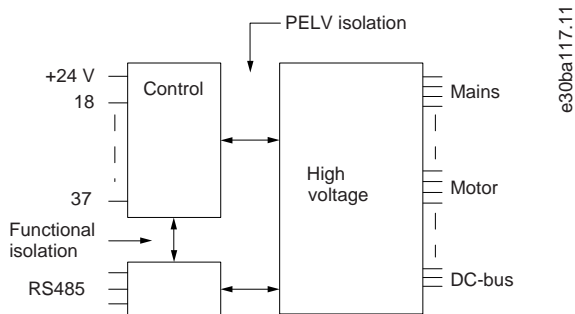 PELV isolation
+24 V
Control
18
Mains
High
voltage
Motor
37
Functional
isolation
RS485
DC-bus
e30ba117.11